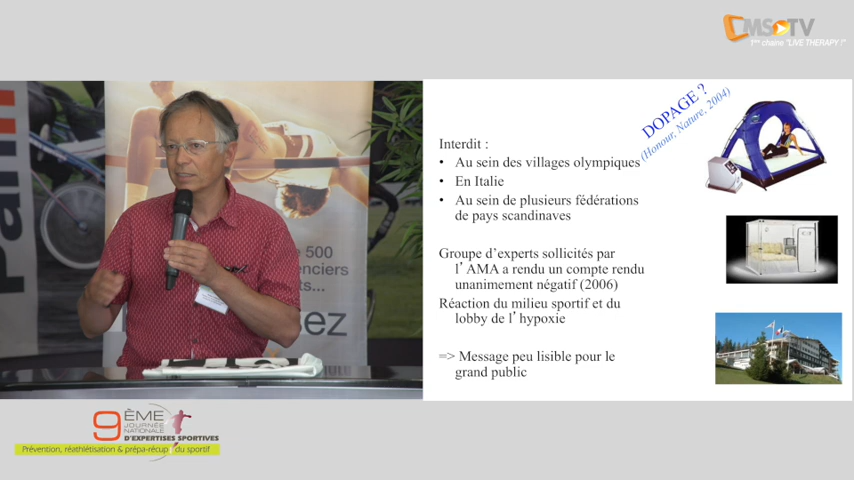 MS TV
1ère chaîne "LIVE THERAPY !"
DOPAGE ?
(Honour, Nature, 2004)
Interdit :
• Au sein des villages olympiques
• En Italie
• Au sein de plusieurs fédérations
de pays scandinaves
Groupe d'experts sollicités par
l'AMA a rendu un compte rendu
unanimement négatif (2006)
Réaction du milieu sportif et du
lobby de l'hypoxie
=> Message peu lisible pour le
grand public
500
9ÈME
JOURNÉE
NATIONALE
D'EXPERTISES SPORTIVES
Prévention, réathlétisation & prépa-récup du sportif